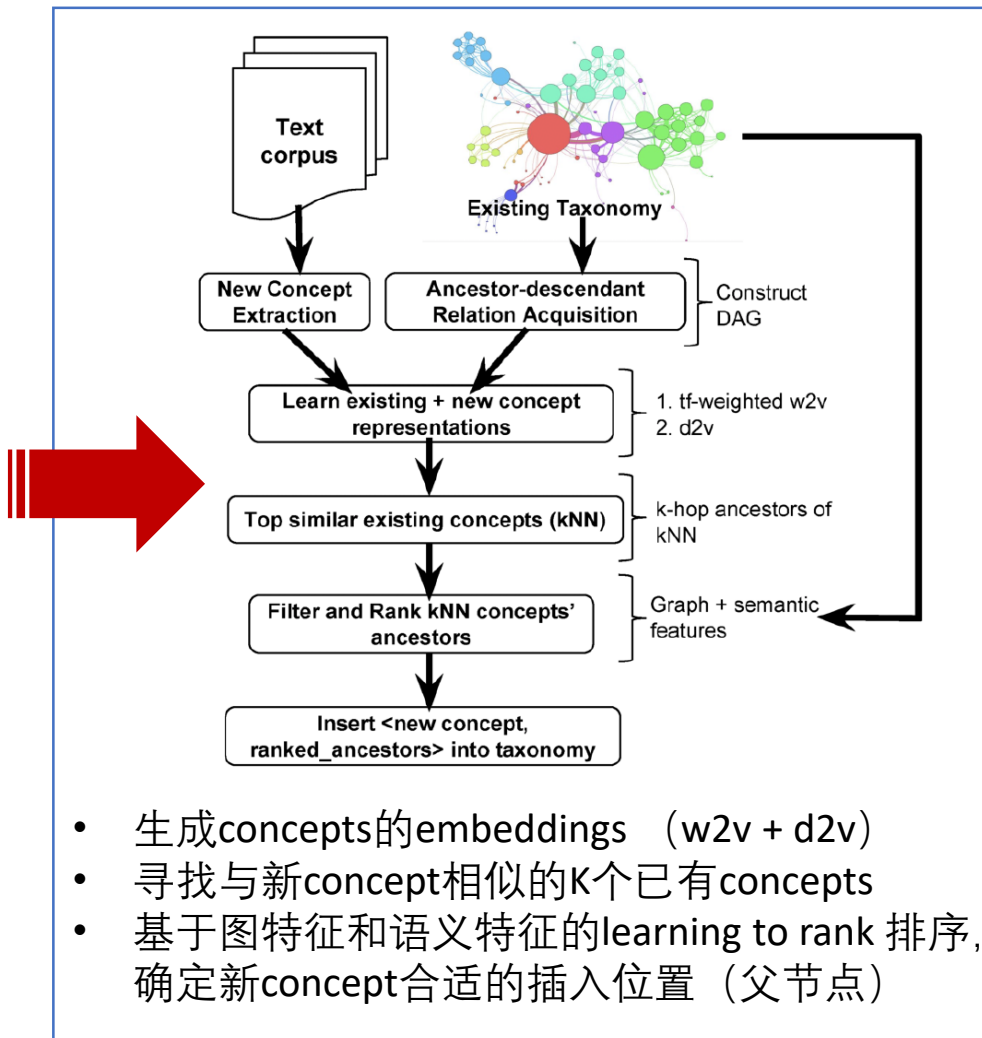 Text
corpus
Existing Taxonomy
New Concept
Extraction
Ancestor-descendant
Relation Acquisition
Construct
DAG
Learn existing + new concept
representations
1. tf-weighted w2v
2. d2v
Top similar existing concepts (kNN)
k-hop ancestors of
kNN
Filter and Rank kNN concepts'
ancestors
Graph + semantic
features
Insert <new concept,
ranked_ancestors> into taxonomy
• 生成concepts的embeddings （w2v + d2v）
• 寻找与新concept相似的K个已有concepts
• 基于图特征和语义特征的learning to rank 排序，
确定新concept合适的插入位置（父节点）